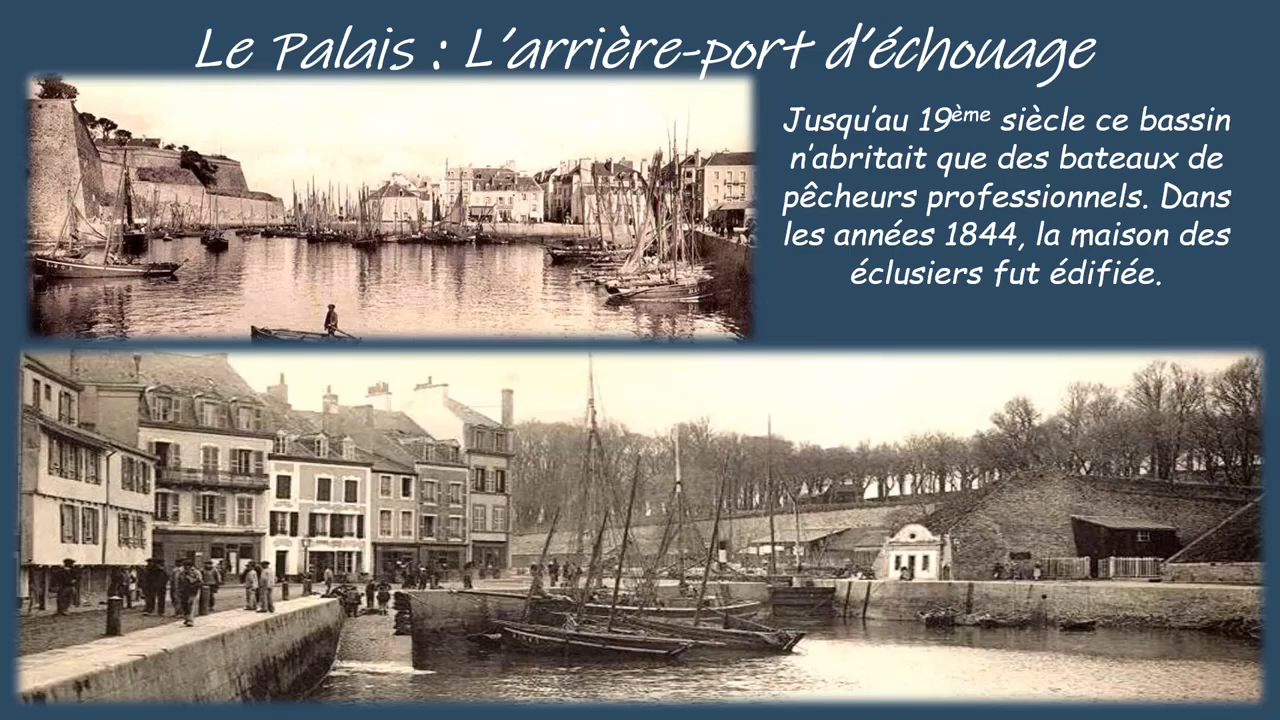 Le Palais : L'arrière-port d'échouage
Jusqu'au 19ème siècle ce bassin
n'abritait que des bateaux de
pêcheurs professionnels. Dans
les années 1844, la maison des
éclusiers fut édifiée.